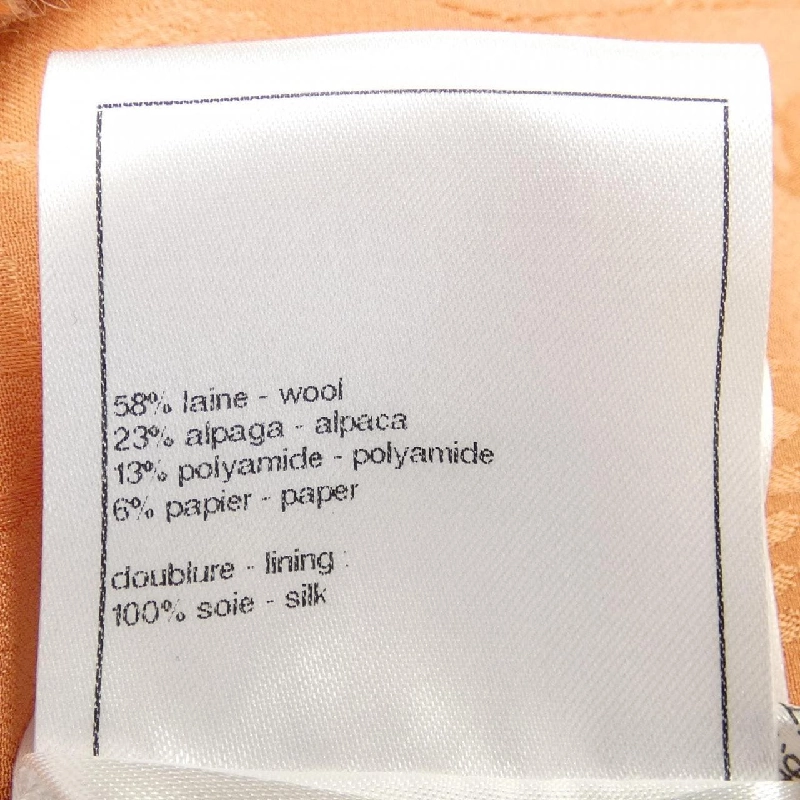 58% laine - wool
23% alpaga - alpaca
13% polyamide - polyamide
6% papier - paper
doublure - lining :
100% soie - silk